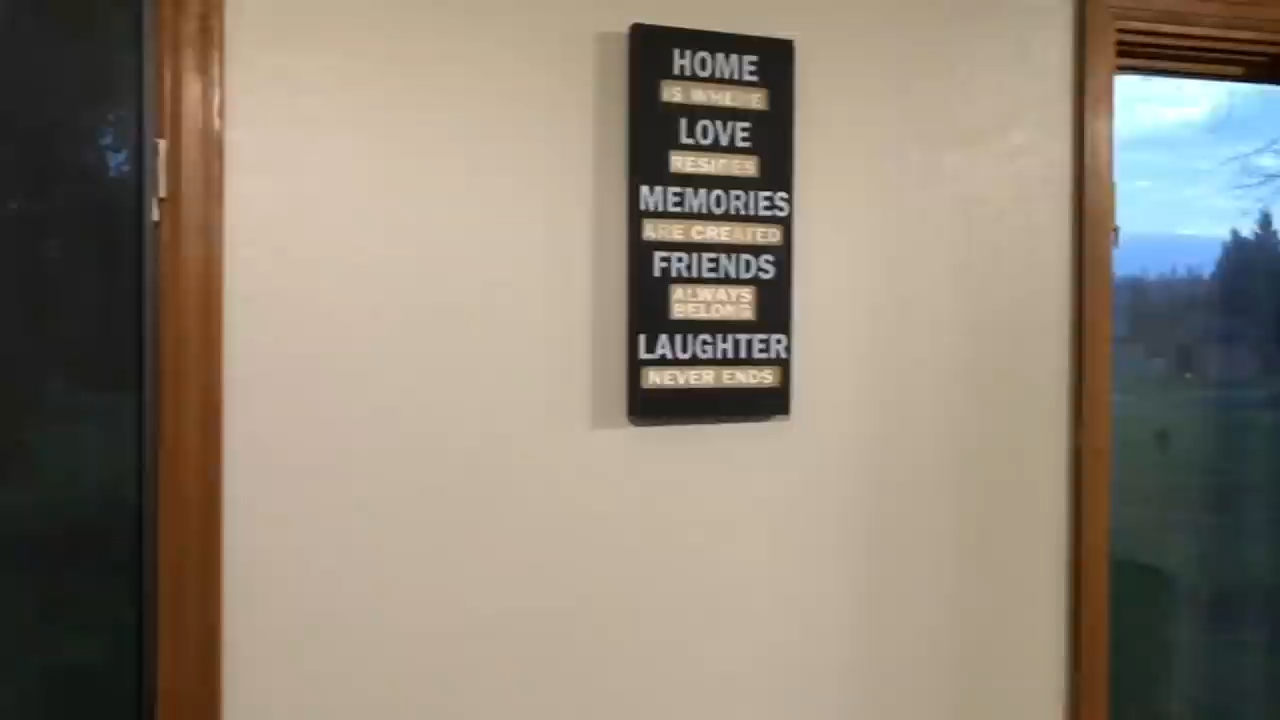 HOME
IS WHERE
LOVE
RESIDES
MEMORIES
ARE CREATED
FRIENDS
ALWAYS
BELONG
LAUGHTER
NEVER ENDS